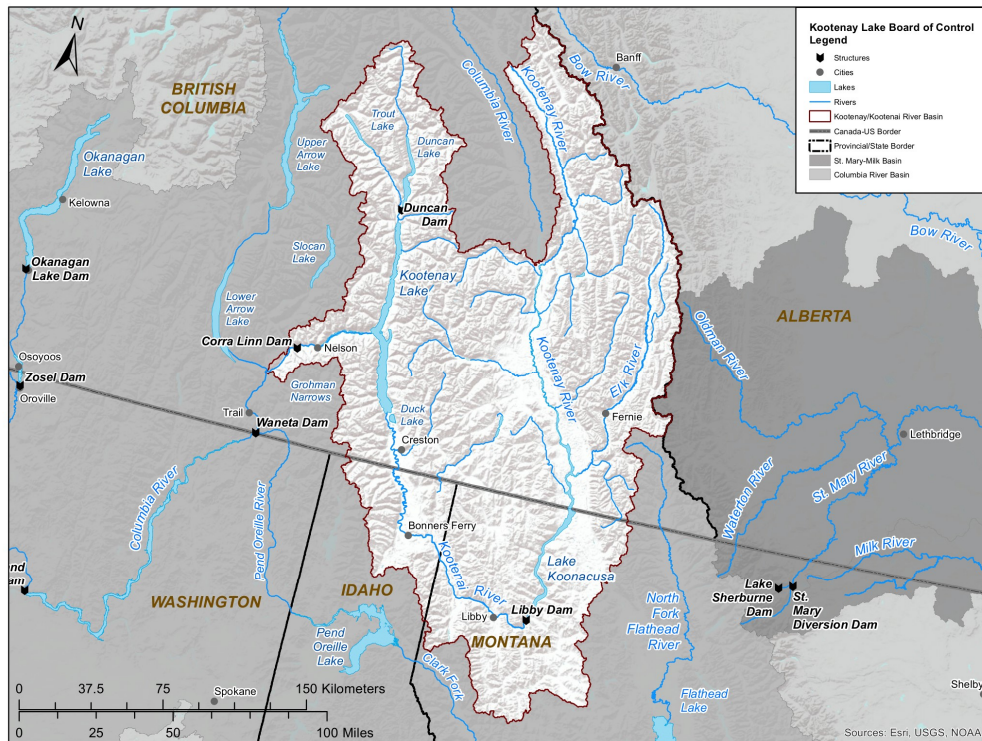 Kootenay Lake Board of Control
Legend
Structures
Cities
Lakes
Rivers
Kootenay/Kootenai River Basin
Canada-US Border
Provincial/State Border
St. Mary-Milk Basin
Columbia River Basin
N
BRITISH
COLUMBIA
Banff
Bow River
Kootenay River
Columbia River
Trout
Lake
Duncan
Lake
Upper
Arrow
Lake
Okanagan
Lake
Kelowna
Duncan
Dam
Bow River
Slocan
Lake
Okanagan
Lake Dam
Kootenay
Lake
Lower
Arrow
Lake
ALBERTA
Oldman River
Corra Linn Dam
Nelson
Kootenay River
Osoyoos
Zosel Dam
Oroville
Grohman
Narrows
Elk River
Trail
Waneta Dam
Duck
Lake
Fernie
Creston
Lethbridge
Columbia River
Pend Oreille River
Waterton River
St. Mary River
Milk River
Bonners Ferry
Kootenai
River
Lake
Koonacusa
nd
am
WASHINGTON
IDAHO
Libby
Libby Dam
MONTANA
North
Fork
Flathead
River
Lake
Sherburne
Dam
St.
Mary
Diversion Dam
Pend
Oreille
Lake
Clark Fork
Flathead
Lake
Shelby
Spokane
0 37.5 75 150 Kilometers
0 25 50 100 Miles
Sources: Esri, USGS, NOAA